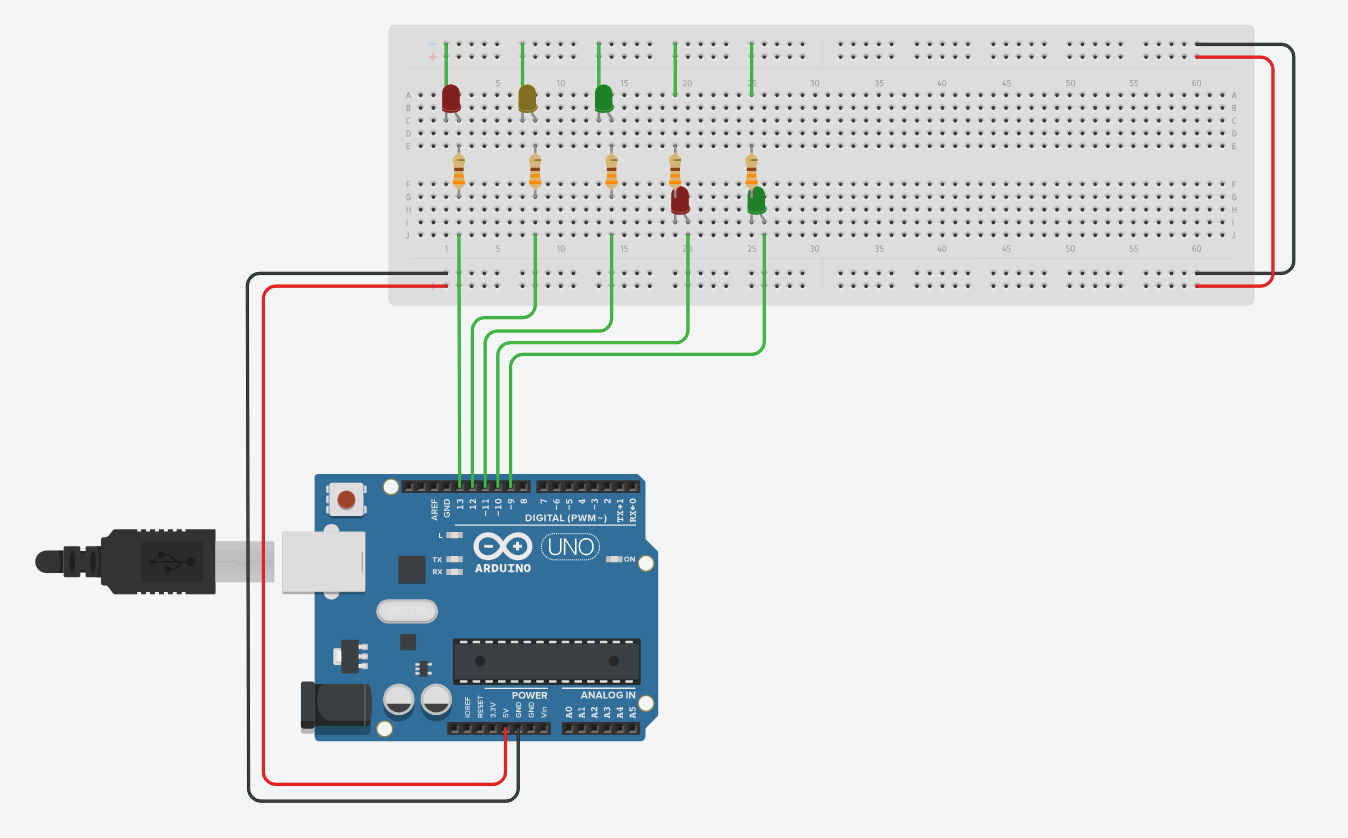 − −
+ +
1 5 10 15 20 25 30 35 40 45 50 55 60
A A
B B
C C
D D
E E
F F
G G
H H
I I
J J
1 5 10 15 20 25 30 35 40 45 50 55 60
AREF GND 13 12 ~11 ~10 ~9 8 7 ~6 ~5 4 ~3 2 TX→1 RX←0
DIGITAL (PWM~)
L
TX
RX
ARDUINO
UNO
ON
POWER ANALOG IN
IOREF RESET 3.3V 5V GND GND Vin A0 A1 A2 A3 A4 A5